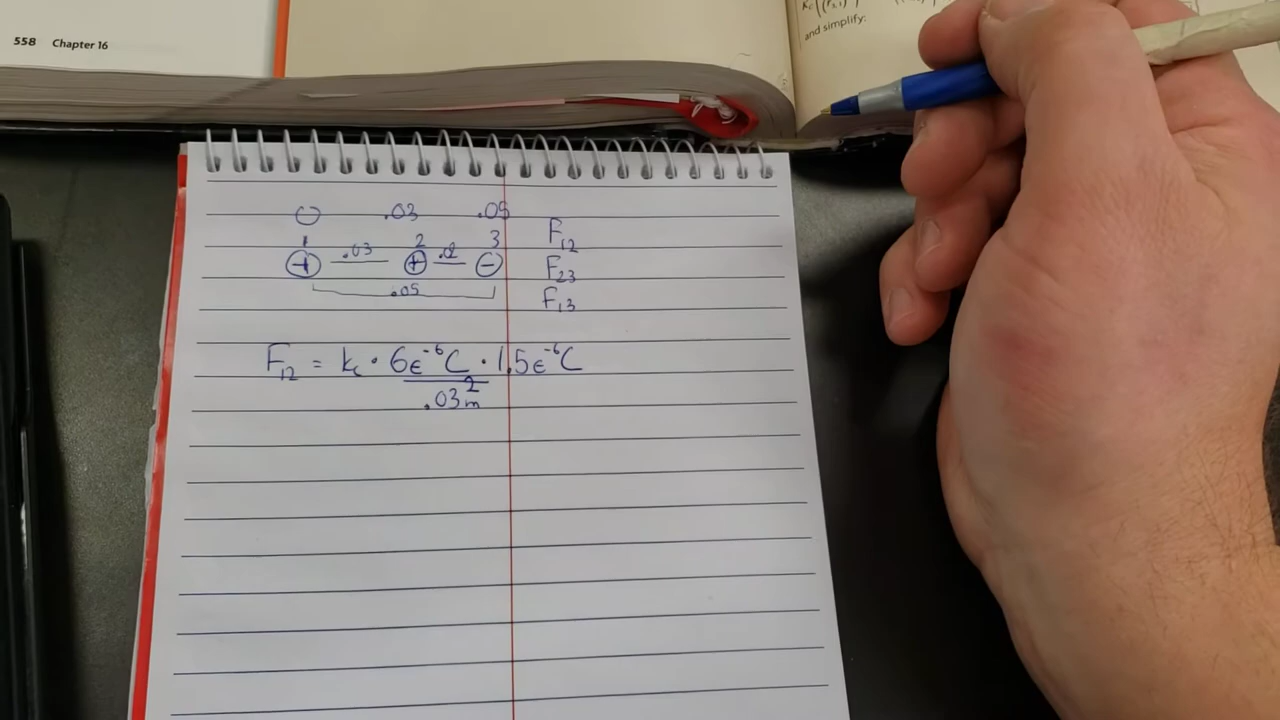 558 Chapter 16
and simplify:
0 .03 .05
1 2 3
+ .03 + .02 −
.05
F₁₂
F₂₃
F₁₃
F₁₂ = k꜀ · 6ε⁻⁶C · 1.5ε⁻⁶C
.03m²